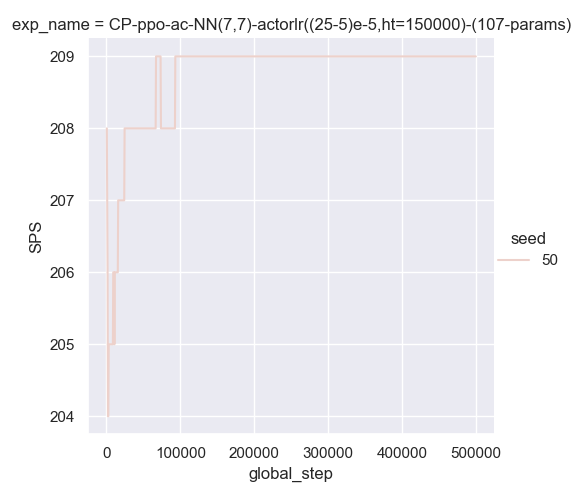 exp_name = CP-ppo-ac-NN(7,7)-actorlr((25-5)e-5,ht=150000)-(107-params)
209
208
207
206
205
204
SPS
0 100000 200000 300000 400000 500000
global_step
seed
50